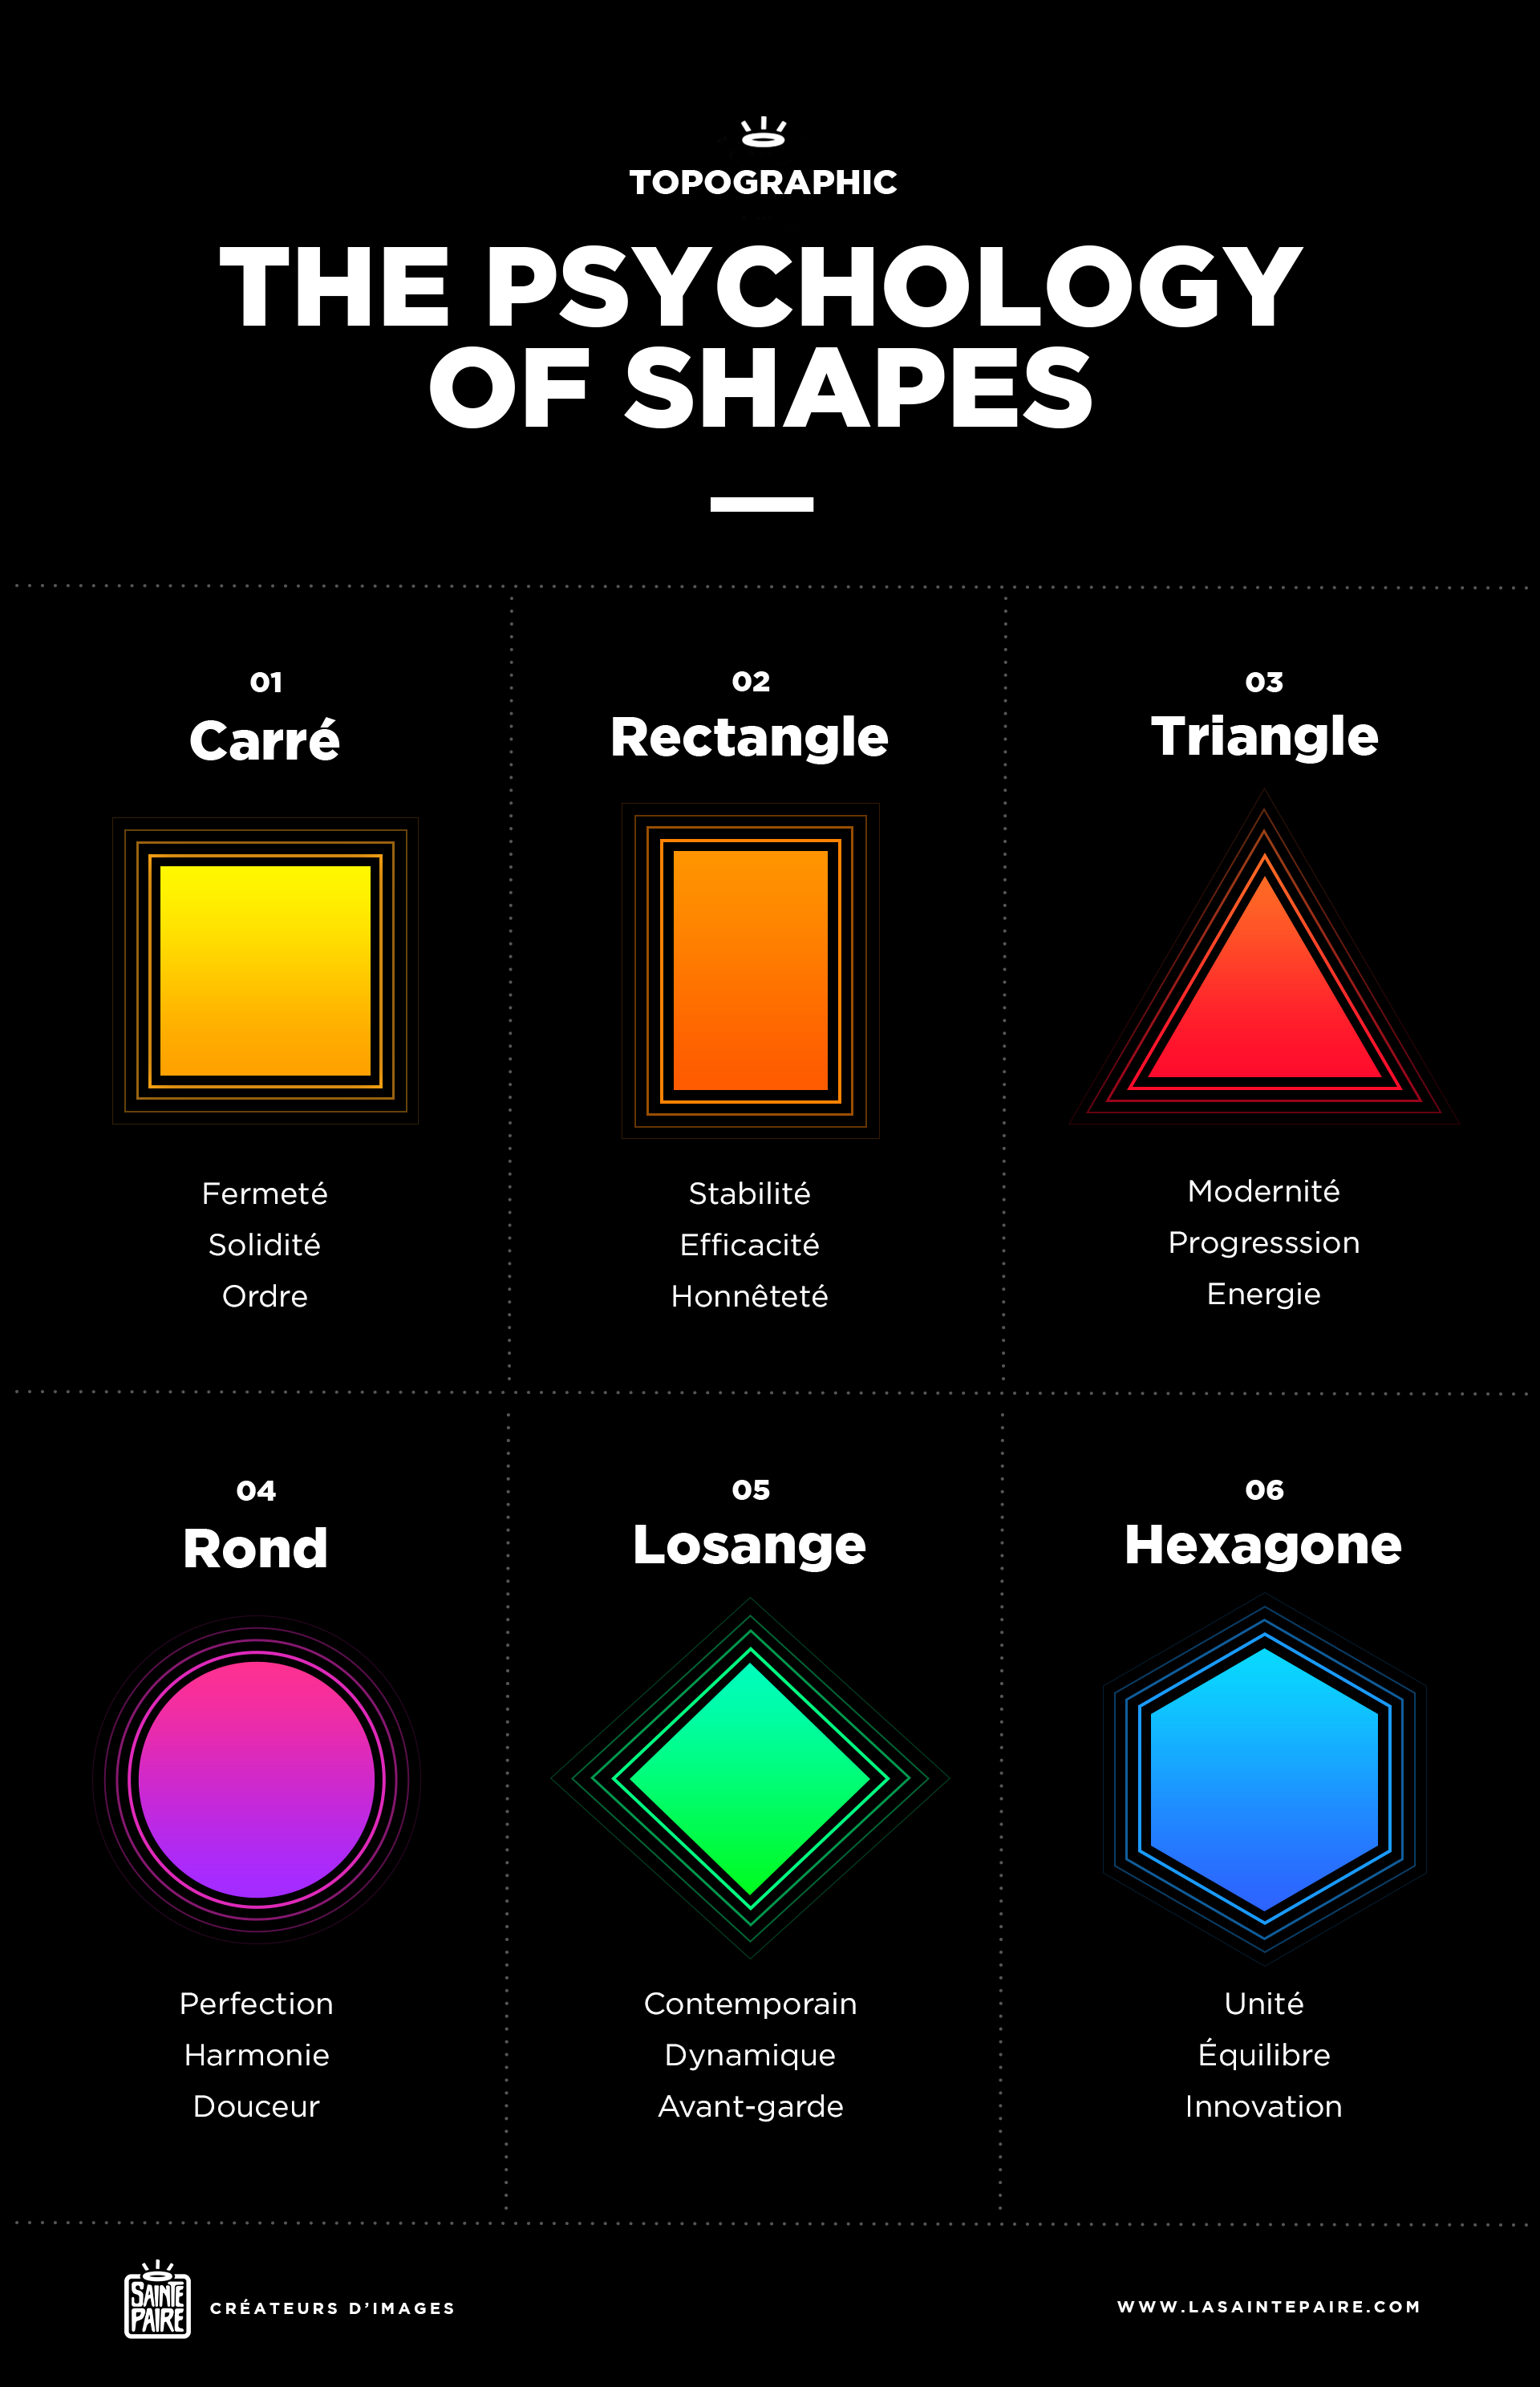 TOPOGRAPHIC
THE PSYCHOLOGY
OF SHAPES
01
Carré
Fermeté
Solidité
Ordre
02
Rectangle
Stabilité
Efficacité
Honnêteté
03
Triangle
Modernité
Progresssion
Energie
04
Rond
Perfection
Harmonie
Douceur
05
Losange
Contemporain
Dynamique
Avant-garde
06
Hexagone
Unité
Équilibre
Innovation
SAINTE
PAIRE
CRÉATEURS D'IMAGES
WWW.LASAINTEPAIRE.COM